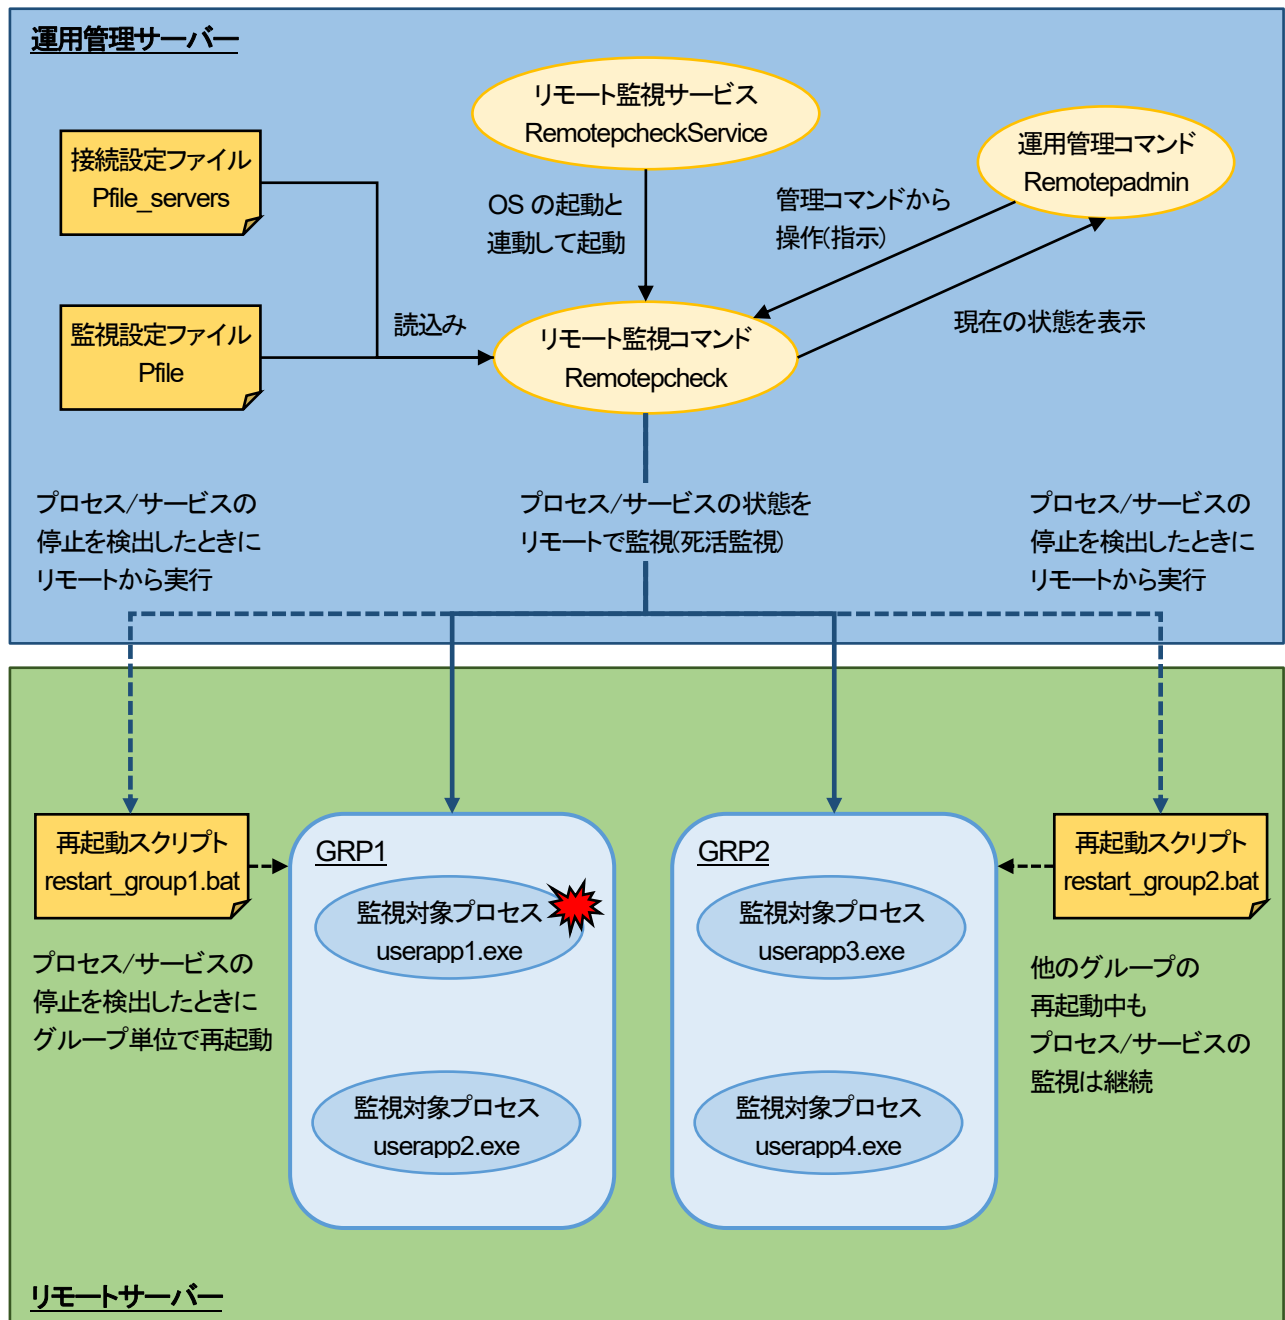 運用管理サーバー
リモート監視サービス
RemotepcheckService
運用管理コマンド
Remotepadmin
接続設定ファイル
Pfile_servers
OS の起動と
連動して起動
管理コマンドから
操作(指示)
監視設定ファイル
Pfile
読込み
リモート監視コマンド
Remotepcheck
現在の状態を表示
プロセス/サービスの
停止を検出したときに
リモートから実行
プロセス/サービスの状態を
リモートで監視(死活監視)
プロセス/サービスの
停止を検出したときに
リモートから実行
再起動スクリプト
restart_group1.bat
GRP1
監視対象プロセス
userapp1.exe
監視対象プロセス
userapp2.exe
GRP2
監視対象プロセス
userapp3.exe
監視対象プロセス
userapp4.exe
再起動スクリプト
restart_group2.bat
プロセス/サービスの
停止を検出したときに
グループ単位で再起動
他のグループの
再起動中も
プロセス/サービスの
監視は継続
リモートサーバー